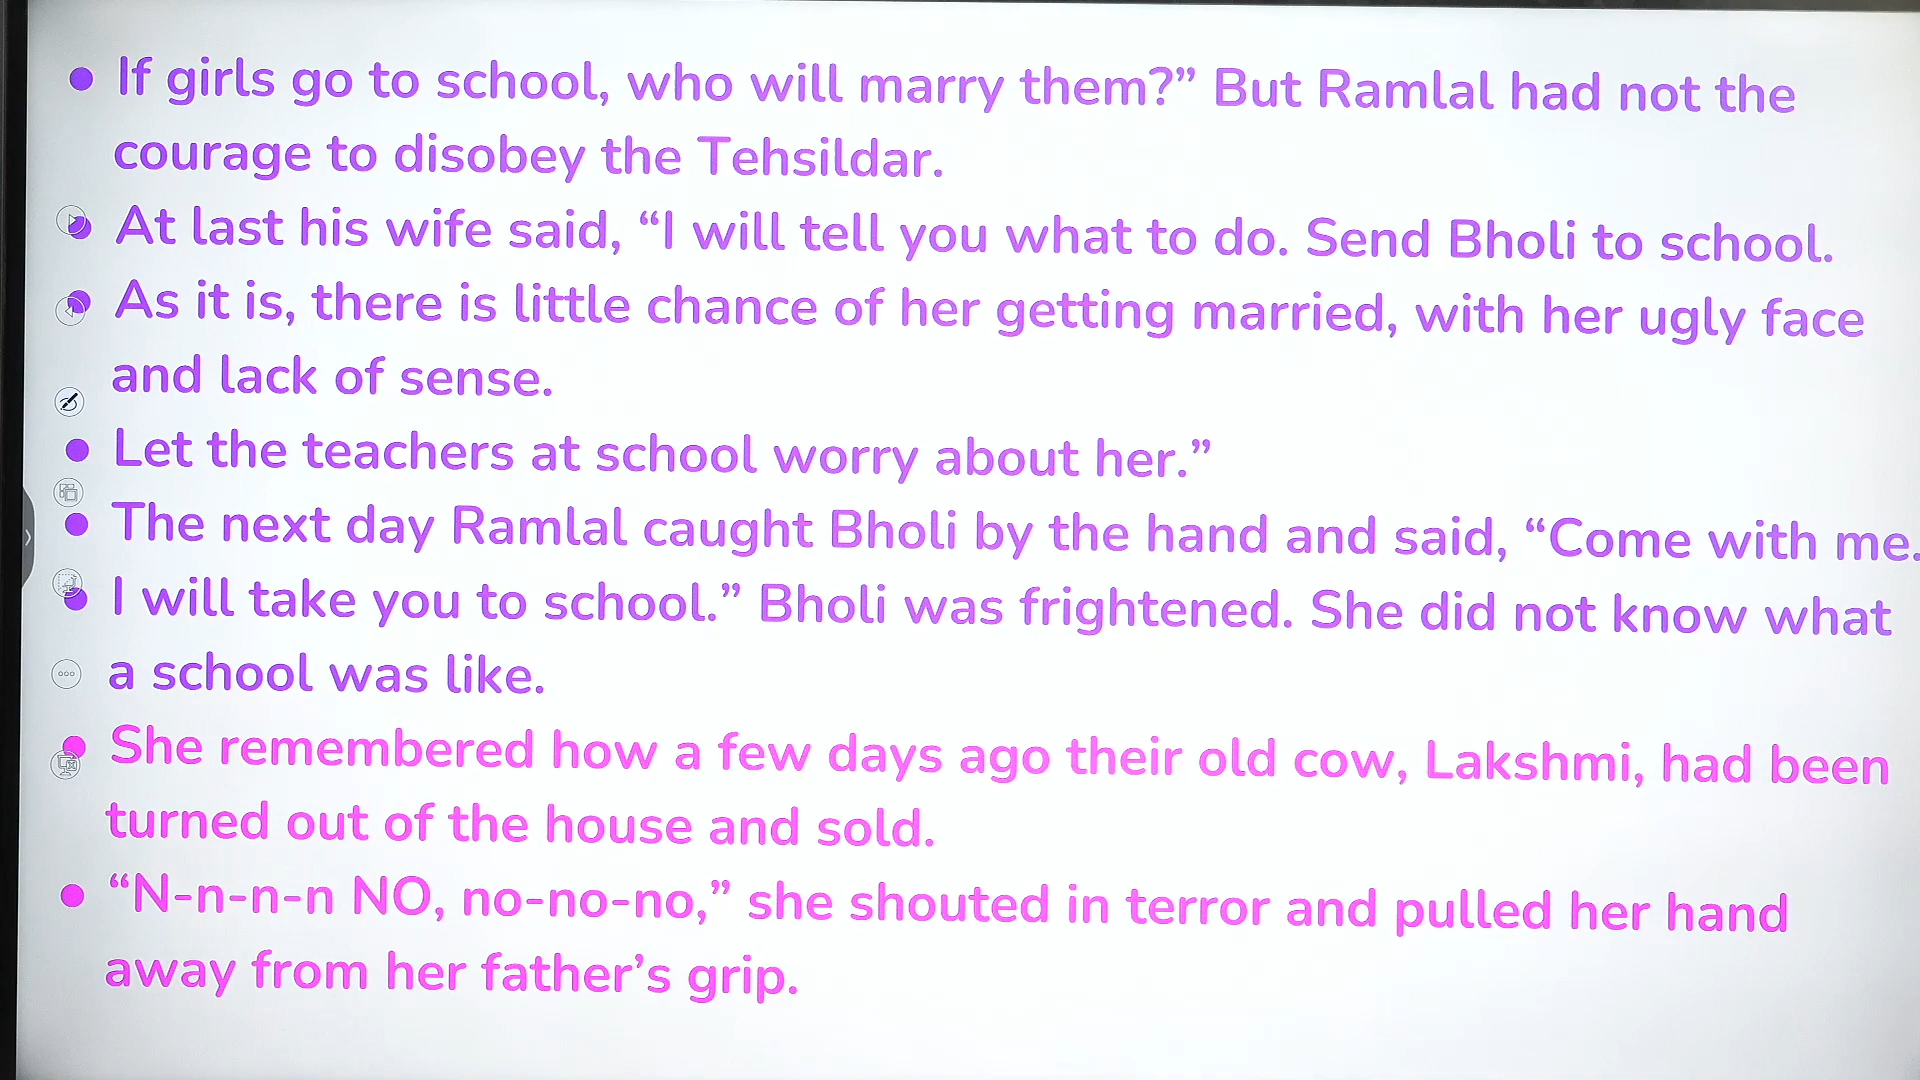 • If girls go to school, who will marry them?” But Ramlal had not the
courage to disobey the Tehsildar.
• At last his wife said, “I will tell you what to do. Send Bholi to school.
• As it is, there is little chance of her getting married, with her ugly face
and lack of sense.
• Let the teachers at school worry about her.”
• The next day Ramlal caught Bholi by the hand and said, “Come with me.
• I will take you to school.” Bholi was frightened. She did not know what
a school was like.
• She remembered how a few days ago their old cow, Lakshmi, had been
turned out of the house and sold.
• “N-n-n-n NO, no-no-no,” she shouted in terror and pulled her hand
away from her father’s grip.